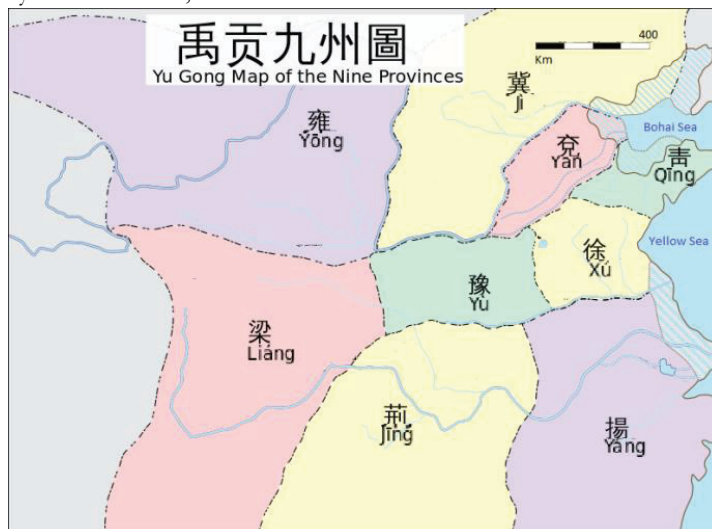 禹贡九州圖
Yu Gong Map of the Nine Provinces
400
Km
冀
Jì
雍
Yōng
兗
Yǎn
Bohai Sea
青
Qīng
徐
Xú
Yellow Sea
豫
Yù
梁
Liáng
荊
Jīng
揚
Yáng